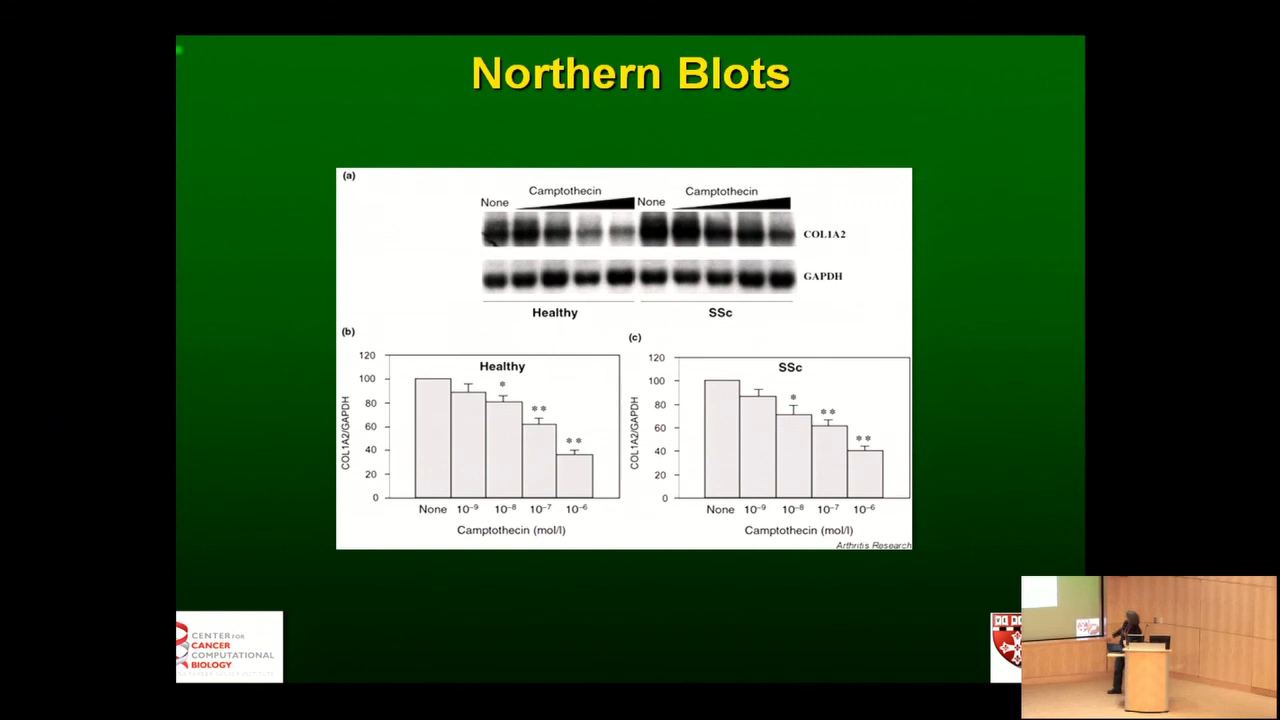 Northern Blots
(a)
Camptothecin
Camptothecin
None
None
COL1A2
GAPDH
Healthy
SSc
(b)
(c)
Healthy
120
100
80
60
40
20
0
COL1A2/GAPDH
* 
**
**
None 10⁻⁹ 10⁻⁸ 10⁻⁷ 10⁻⁶
Camptothecin (mol/l)
SSc
120
100
80
60
40
20
0
COL1A2/GAPDH
*
**
**
None 10⁻⁹ 10⁻⁸ 10⁻⁷ 10⁻⁶
Camptothecin (mol/l)
Arthritis Research
CENTER FOR
CANCER
COMPUTATIONAL
BIOLOGY